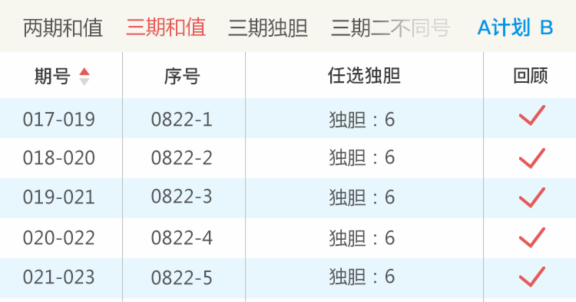 两期和值 三期和值 三期独胆 三期二不同号 A计划 B
期号 序号 任选独胆 回顾
017-019 0822-1 独胆：6
018-020 0822-2 独胆：6
019-021 0822-3 独胆：6
020-022 0822-4 独胆：6
021-023 0822-5 独胆：6